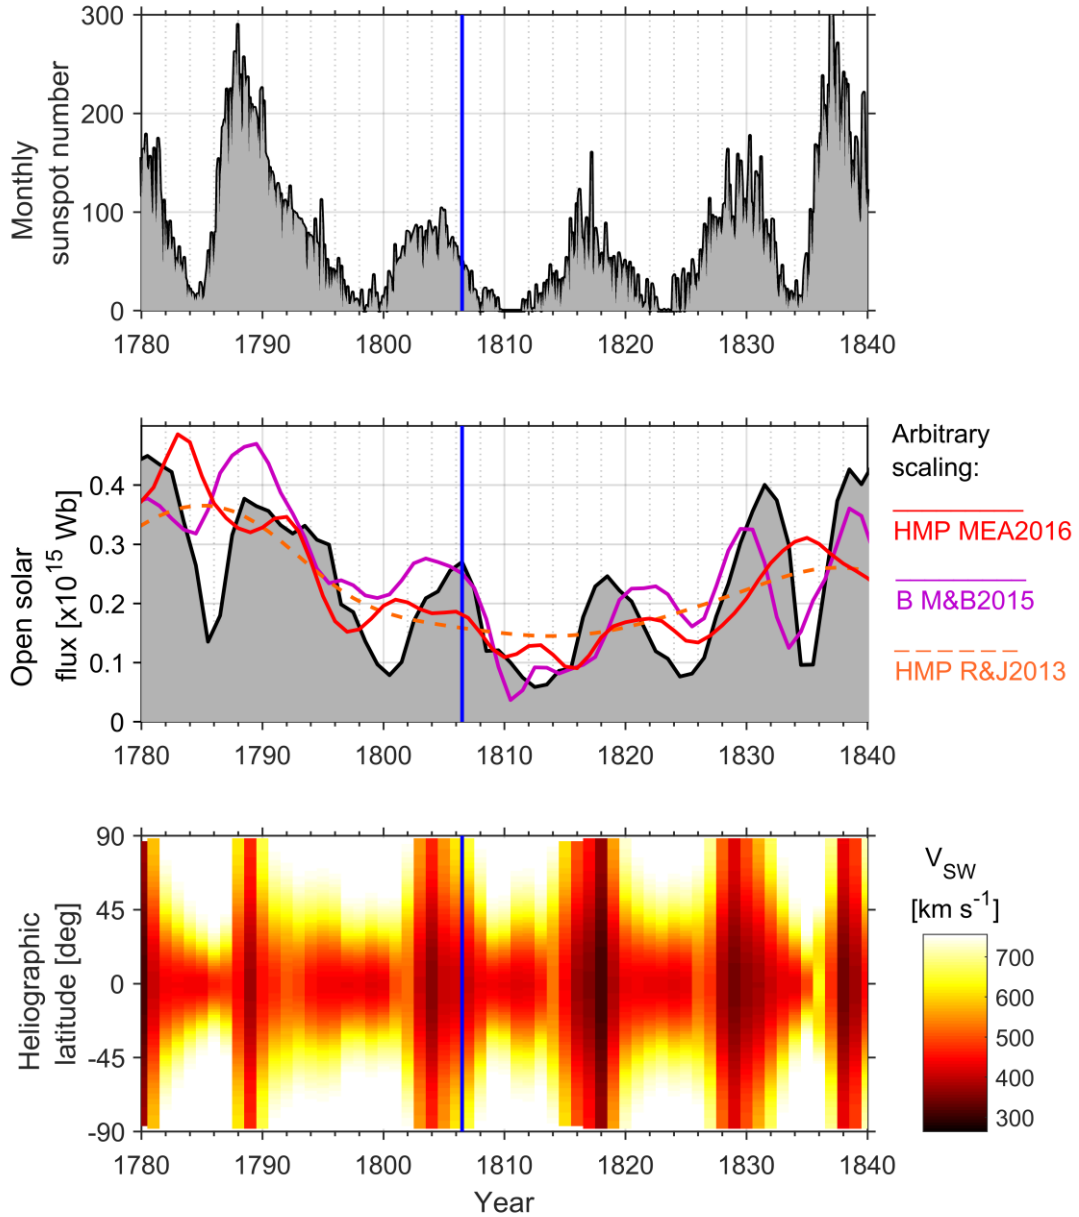 Monthly
sunspot number
300
200
100
0
1780 1790 1800 1810 1820 1830 1840
Open solar
flux [x10¹⁵ Wb]
0.4
0.3
0.2
0.1
0
1780 1790 1800 1810 1820 1830 1840
Arbitrary
scaling:
HMP MEA2016
B M&B2015
HMP R&J2013
Heliographic
latitude [deg]
90
45
0
-45
-90
1780 1790 1800 1810 1820 1830 1840
Year
V_SW
[km s⁻¹]
700
600
500
400
300